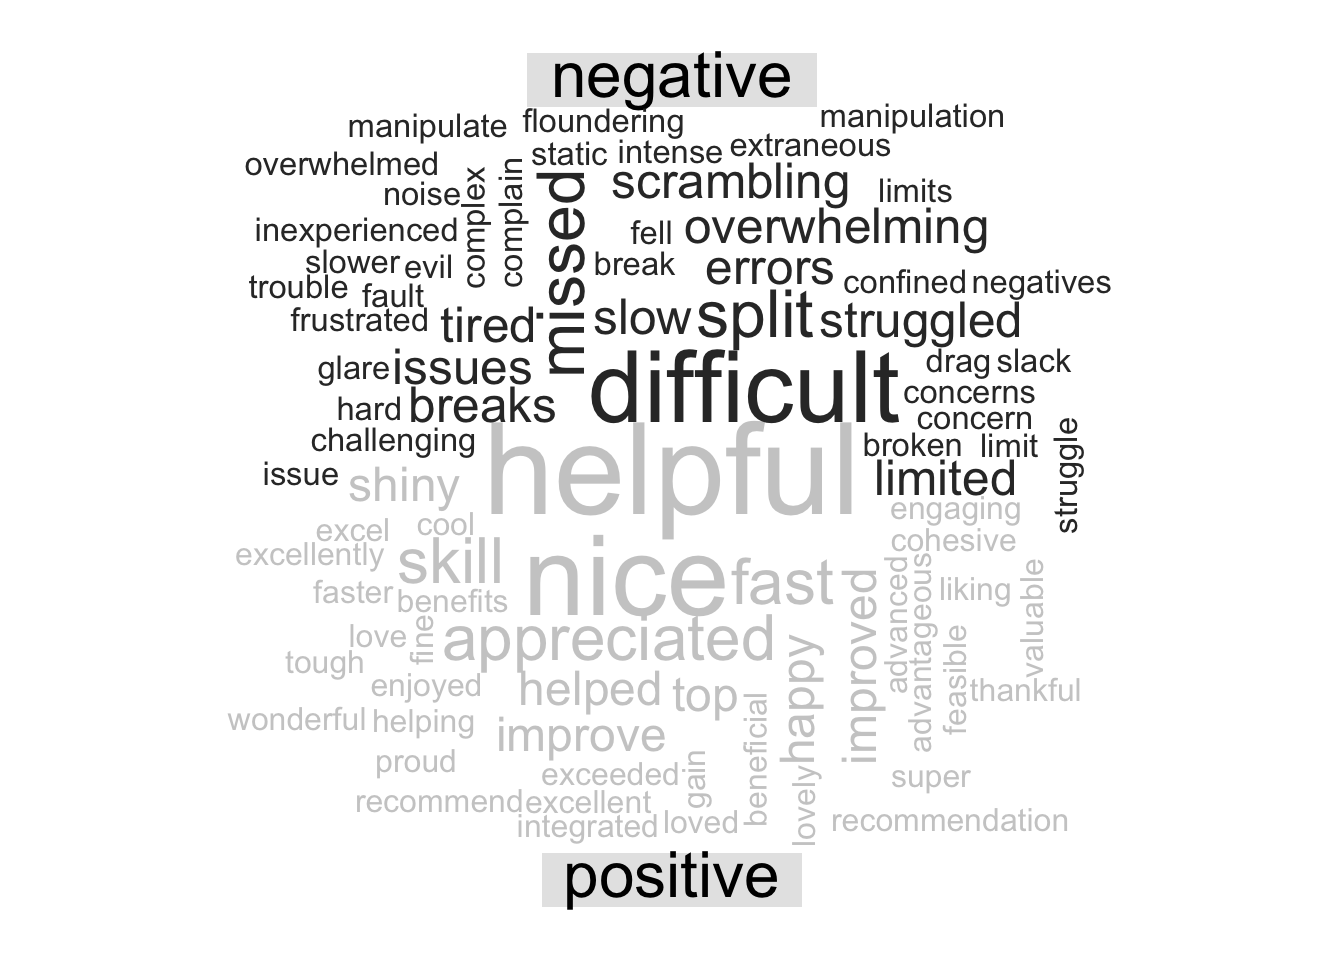 negative
manipulate floundering manipulation
overwhelmed static intense extraneous
noise complex complain missed scrambling limits
inexperienced fell overwhelming
slower evil break errors
trouble fault confined negatives
frustrated tired slow split struggled
glare issues difficult drag slack
hard breaks concerns
challenging concern
issue helpful broken limit struggle
shiny limited
excel cool engaging
excellently skill nice fast cohesive
faster benefits improved advanced advantageous liking valuable
love fine appreciated
tough happy feasible
enjoyed helped top thankful
wonderful helping improve beneficial
proud exceeded gain lovely super
recommend excellent
integrated loved recommendation
positive